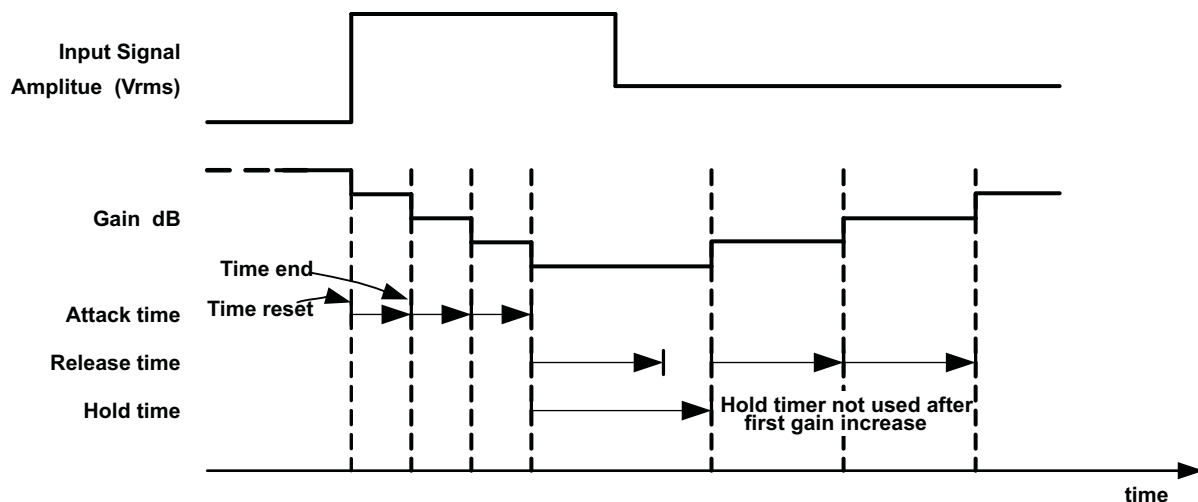 Input Signal
Amplitue (Vrms)
Gain dB
Time end
Time reset
Attack time
Release time
Hold time
Hold timer not used after
first gain increase
time